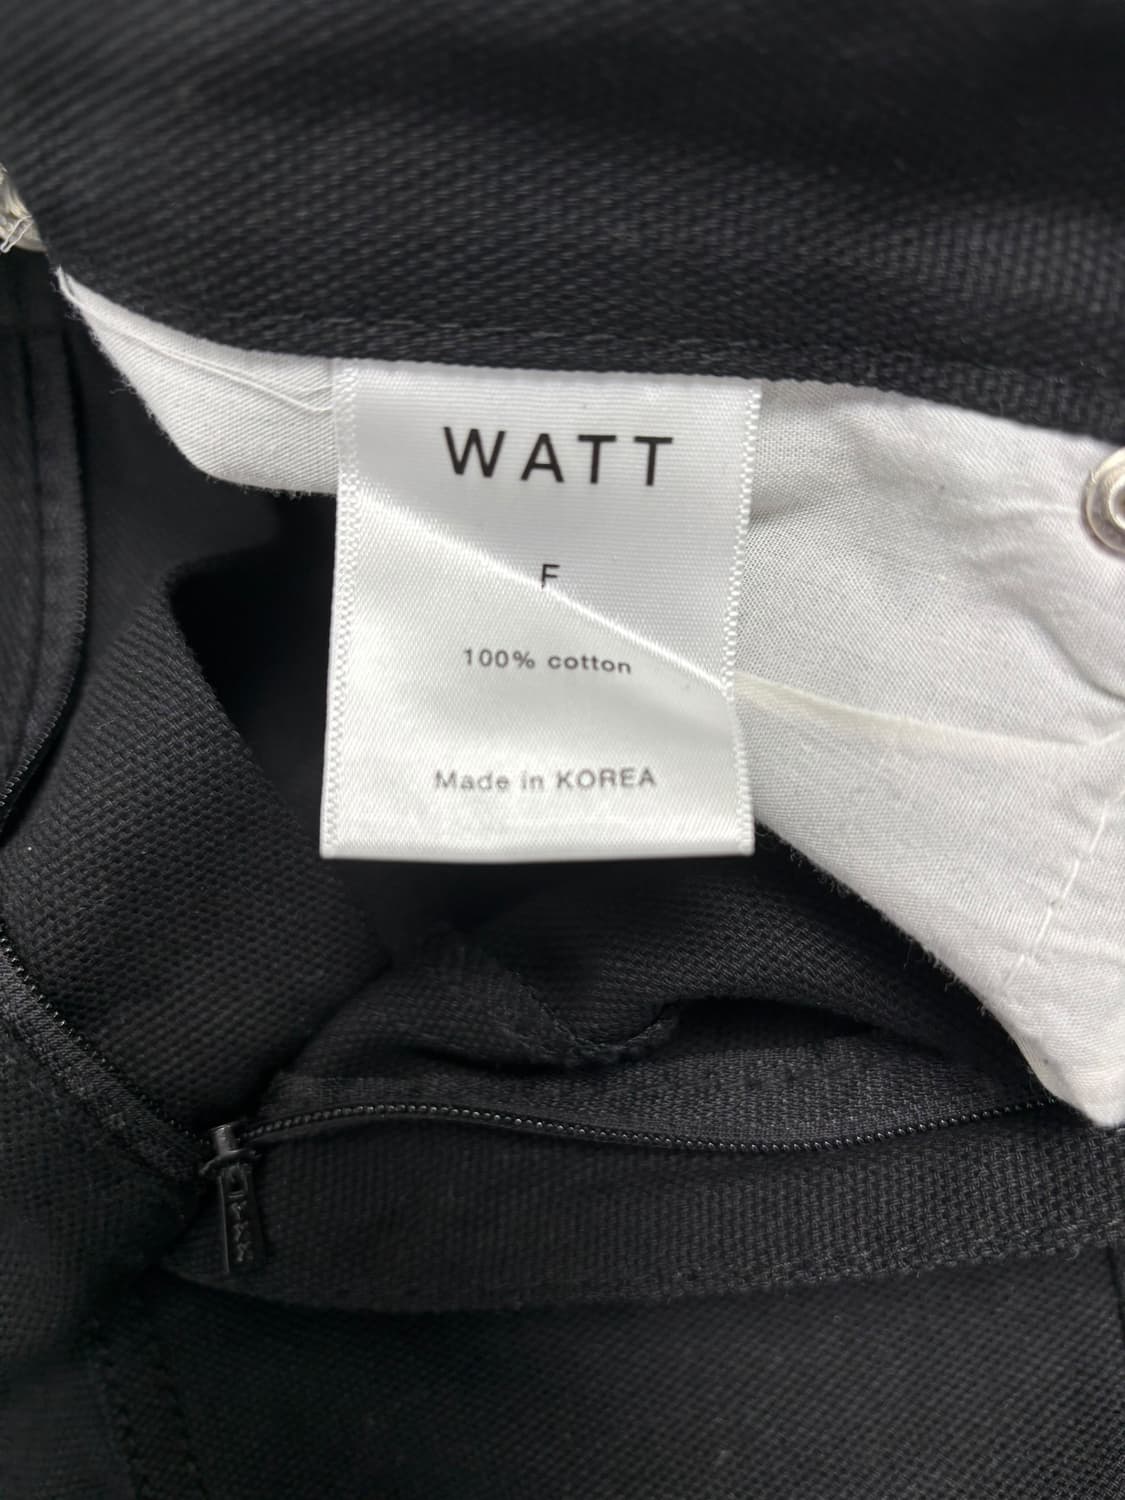 WATT
F
100% cotton
Made in KOREA